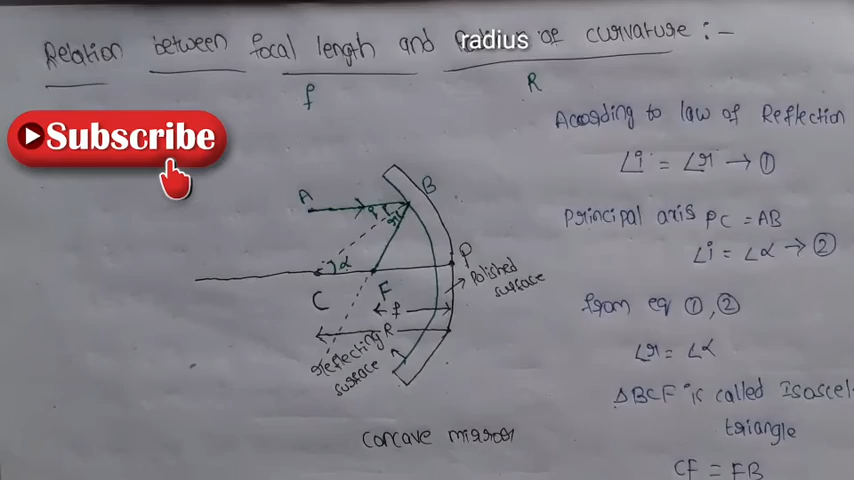 Relation between focal length and radius of curvature :-
f
R
Subscribe
According to law of Reflection
∠i = ∠r → ①
Principal axis PC = AB
∠i = ∠α → ②
from eq ①, ②
∠r = ∠α
ΔBCF is called Isoscel
triangle
CF = FB
A
B
i
r
α
P
C
F
f
R
Polished
surface
reflecting
surface
concave mirror